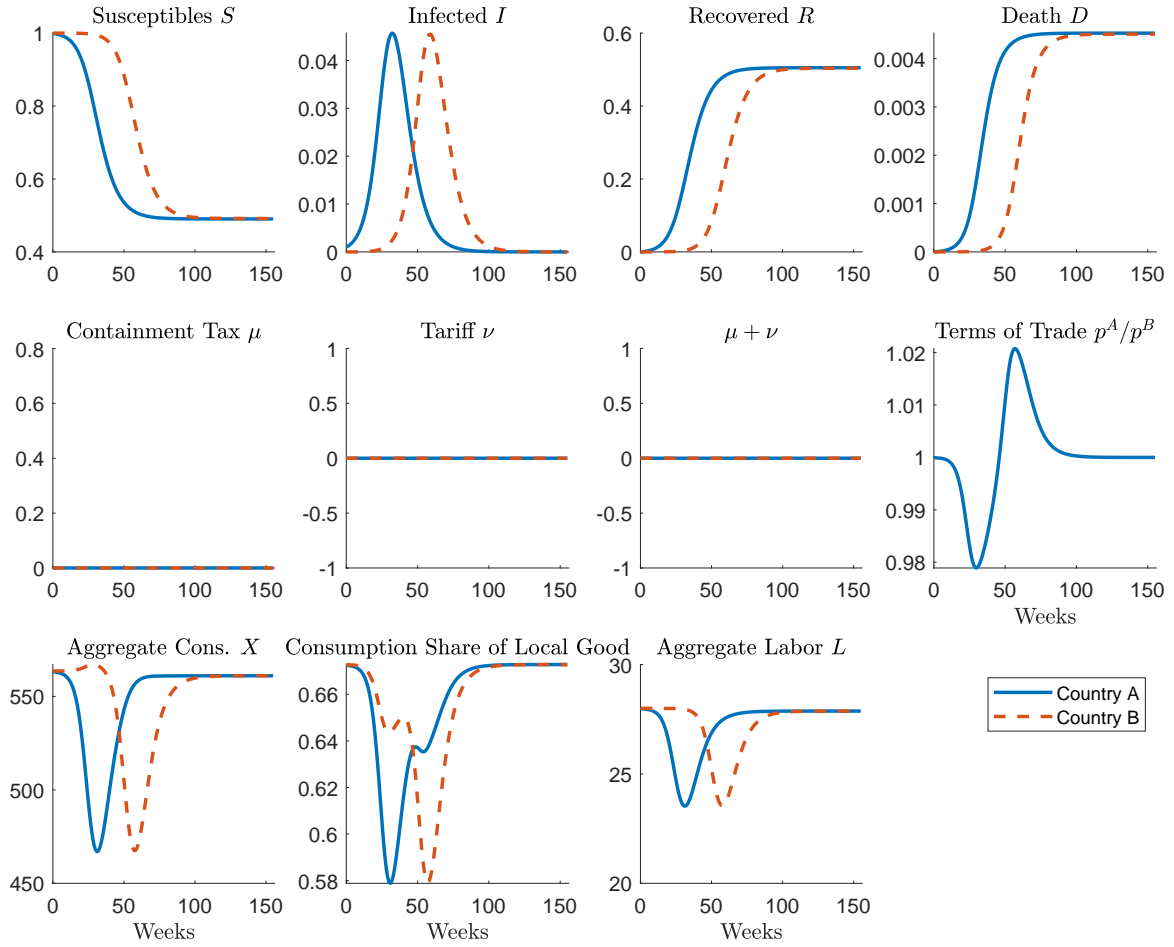 Susceptibles S
1
0.8
0.6
0.4
0 50 100 150
Infected I
0.04
0.03
0.02
0.01
0
0 50 100 150
Recovered R
0.6
0.4
0.2
0
0 50 100 150
Death D
0.004
0.003
0.002
0.001
0
0 50 100 150
Containment Tax μ
0.8
0.6
0.4
0.2
0
0 50 100 150
Tariff ν
1
0.5
0
-0.5
-1
0 50 100 150
μ + ν
1
0.5
0
-0.5
-1
0 50 100 150
Terms of Trade p^A/p^B
1.02
1.01
1
0.99
0.98
0 50 100 150
Weeks
Aggregate Cons. X
550
500
450
0 50 100 150
Weeks
Consumption Share of Local Good
0.66
0.64
0.62
0.6
0.58
0 50 100 150
Weeks
Aggregate Labor L
30
25
20
0 50 100 150
Country A
Country B